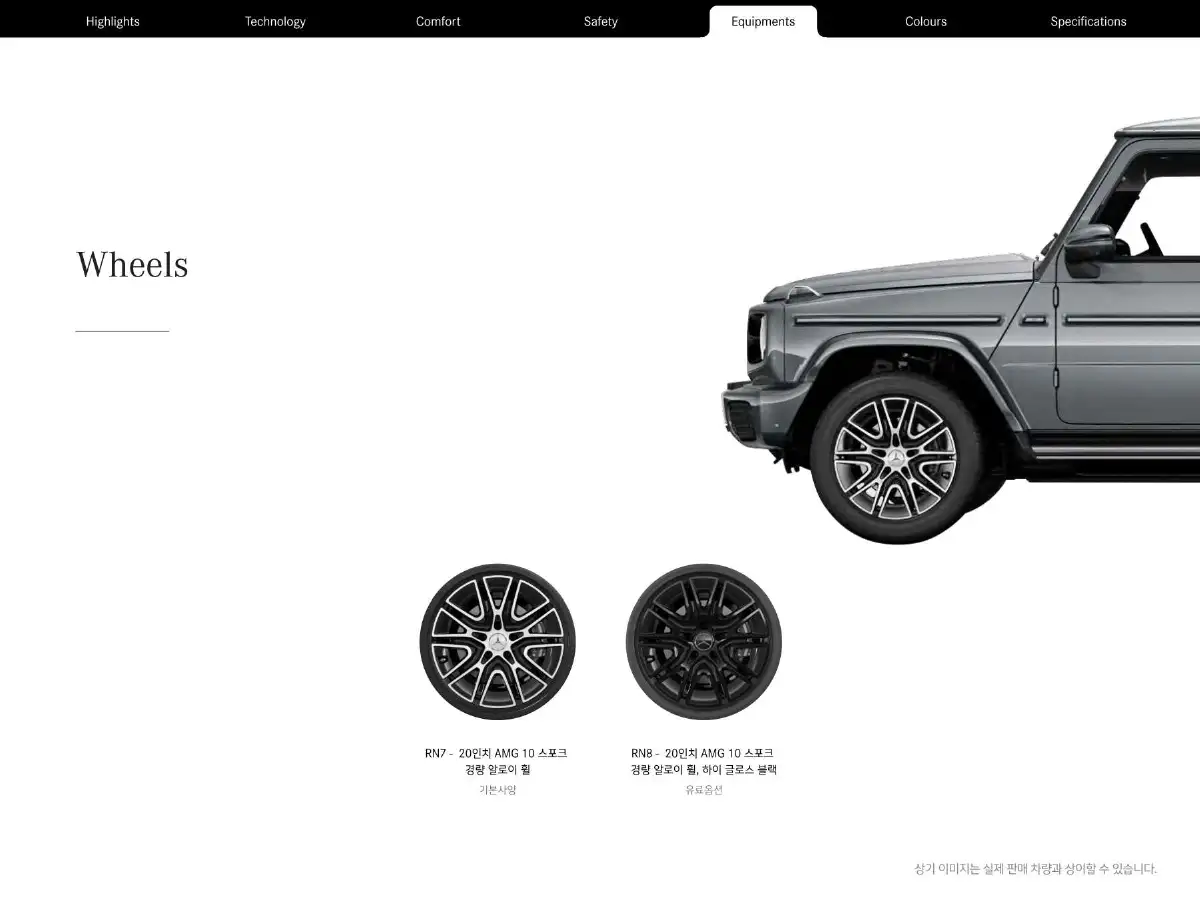 Highlights
Technology
Comfort
Safety
Equipments
Colours
Specifications
Wheels
RN7 - 20인치 AMG 10 스포크
경량 알로이 휠
기본사양
RN8 - 20인치 AMG 10 스포크
경량 알로이 휠, 하이 글로스 블랙
유료옵션
상기 이미지는 실제 판매 차량과 상이할 수 있습니다.